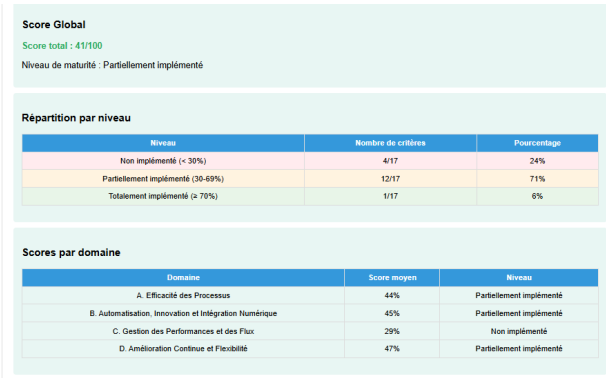 Score Global
Score total : 41/100
Niveau de maturité : Partiellement implémenté
Répartition par niveau
Niveau Nombre de critères Pourcentage
Non implémenté (< 30%) 4/17 24%
Partiellement implémenté (30-69%) 12/17 71%
Totalement implémenté (≥ 70%) 1/17 6%
Scores par domaine
Domaine Score moyen Niveau
A. Efficacité des Processus 44% Partiellement implémenté
B. Automatisation, Innovation et Intégration Numérique 45% Partiellement implémenté
C. Gestion des Performances et des Flux 29% Non implémenté
D. Amélioration Continue et Flexibilité 47% Partiellement implémenté